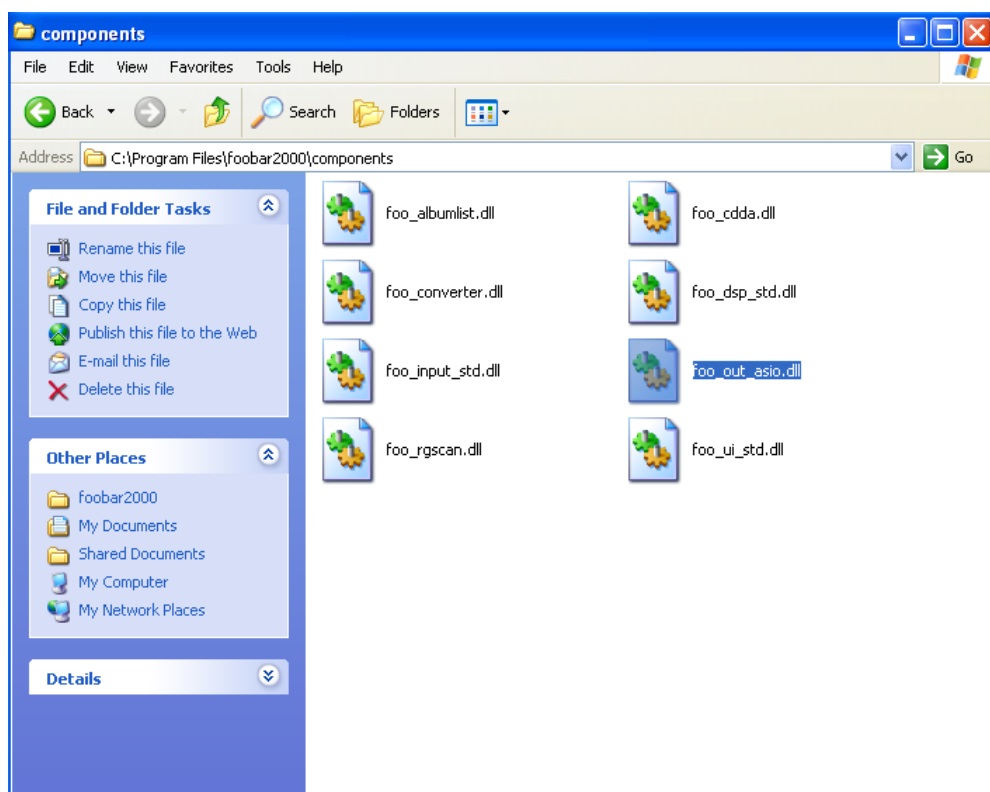 components
File Edit View Favorites Tools Help
Back Search Folders
Address C:\Program Files\foobar2000\components Go
File and Folder Tasks
Rename this file
Move this file
Copy this file
Publish this file to the Web
E-mail this file
Delete this file
Other Places
foobar2000
My Documents
Shared Documents
My Computer
My Network Places
Details
foo_albumlist.dll foo_cdda.dll
foo_converter.dll foo_dsp_std.dll
foo_input_std.dll foo_out_asio.dll
foo_rgscan.dll foo_ui_std.dll